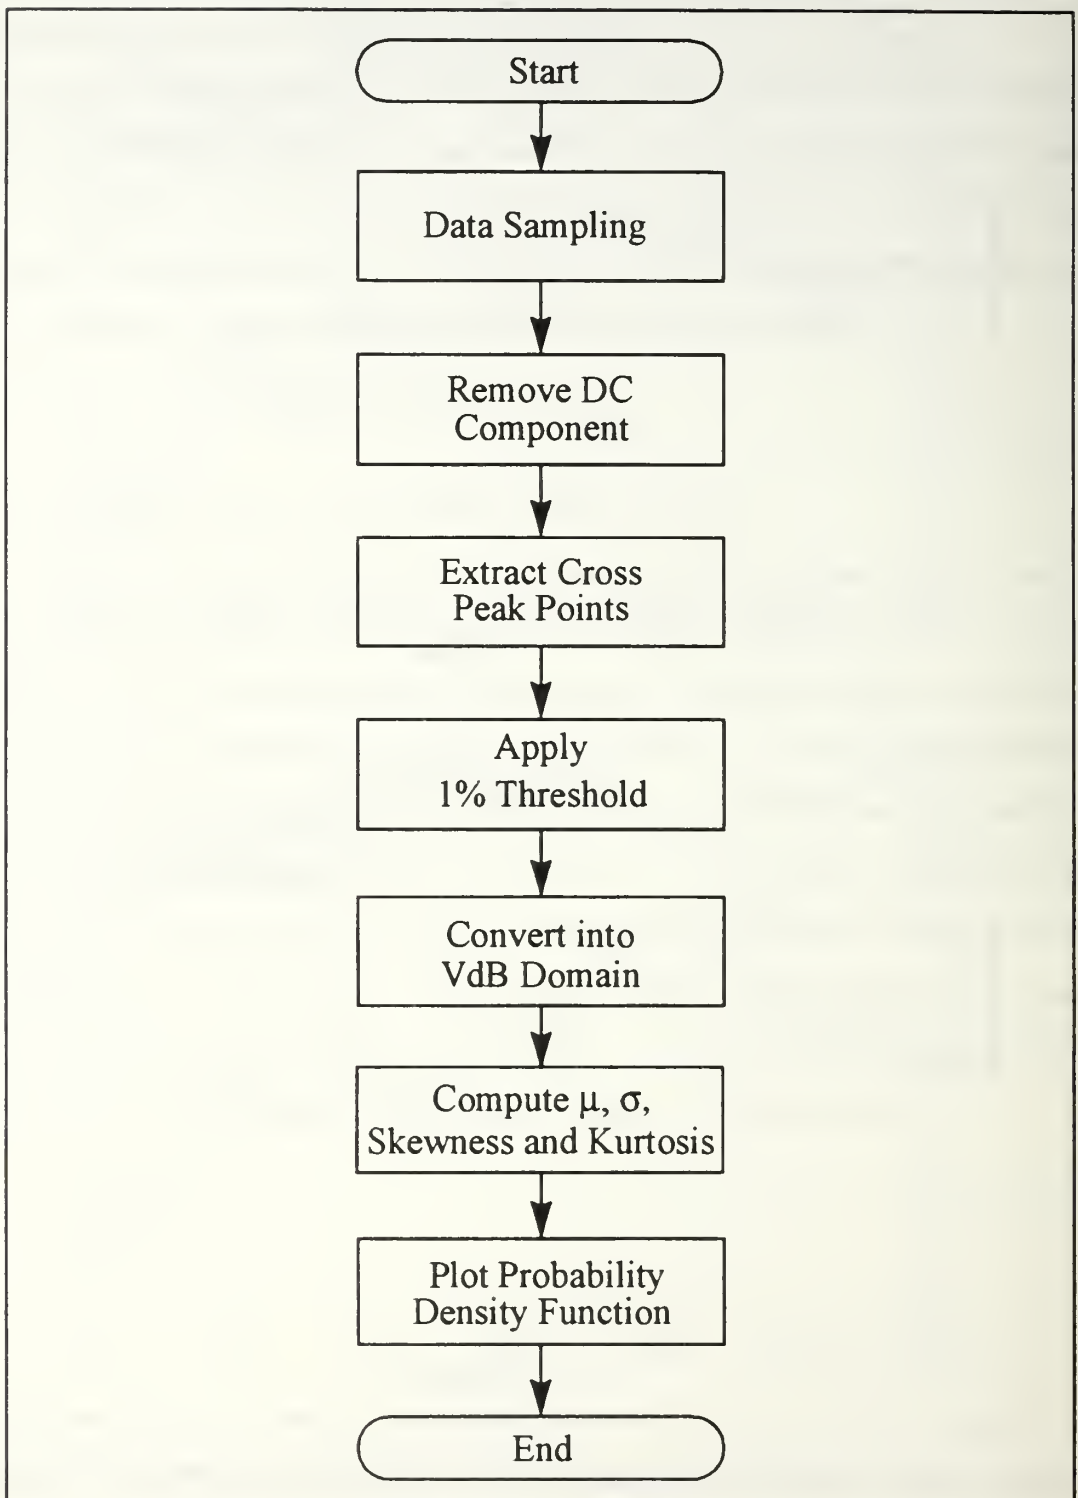 Start
Data Sampling
Remove DC
Component
Extract Cross
Peak Points
Apply
1% Threshold
Convert into
VdB Domain
Compute μ, σ,
Skewness and Kurtosis
Plot Probability
Density Function
End